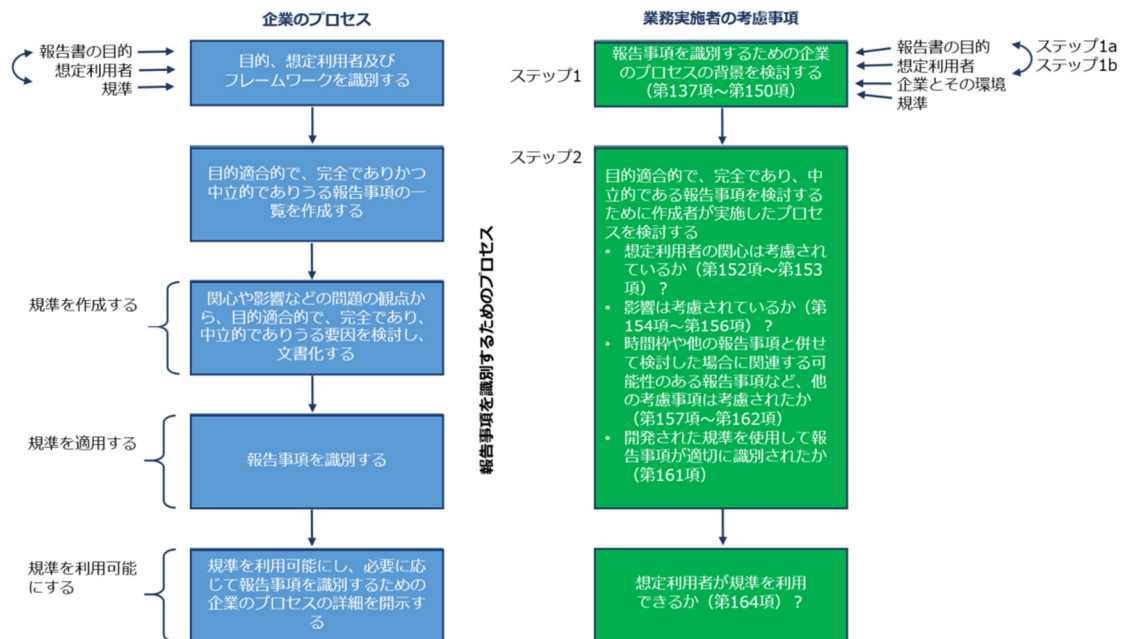 企業のプロセス
報告書の目的
想定利用者
規準
目的、想定利用者及び
フレームワークを識別する
目的適合的で、完全でありかつ
中立的でありうる報告事項の一
覧を作成する
規準を作成する
関心や影響などの問題の観点か
ら、目的適合的で、完全であり、
中立的でありうる要因を検討し、
文書化する
規準を適用する
報告事項を識別する
規準を利用可能
にする
規準を利用可能にし、必要に応
じて報告事項を識別するための
企業のプロセスの詳細を開示す
る
報告事項を識別するためのプロセス
業務実施者の考慮事項
ステップ1
報告事項を識別するための企業
のプロセスの背景を検討する
（第137項～第150項）
報告書の目的
想定利用者
企業とその環境
規準
ステップ1a
ステップ1b
ステップ2
目的適合的で、完全であり、中
立的である報告事項を検討する
ために作成者が実施したプロセ
スを検討する
• 想定利用者の関心は考慮され
ているか（第152項～第153
項）？
• 影響は考慮されているか（第
154項～第156項）？
• 時間枠や他の報告事項と併せ
て検討した場合に関連する可
能性のある報告事項など、他
の考慮事項は考慮されたか
（第157項～第162項）
• 開発された規準を使用して報
告事項が適切に識別されたか
（第161項）
想定利用者が規準を利用
できるか（第164項）？